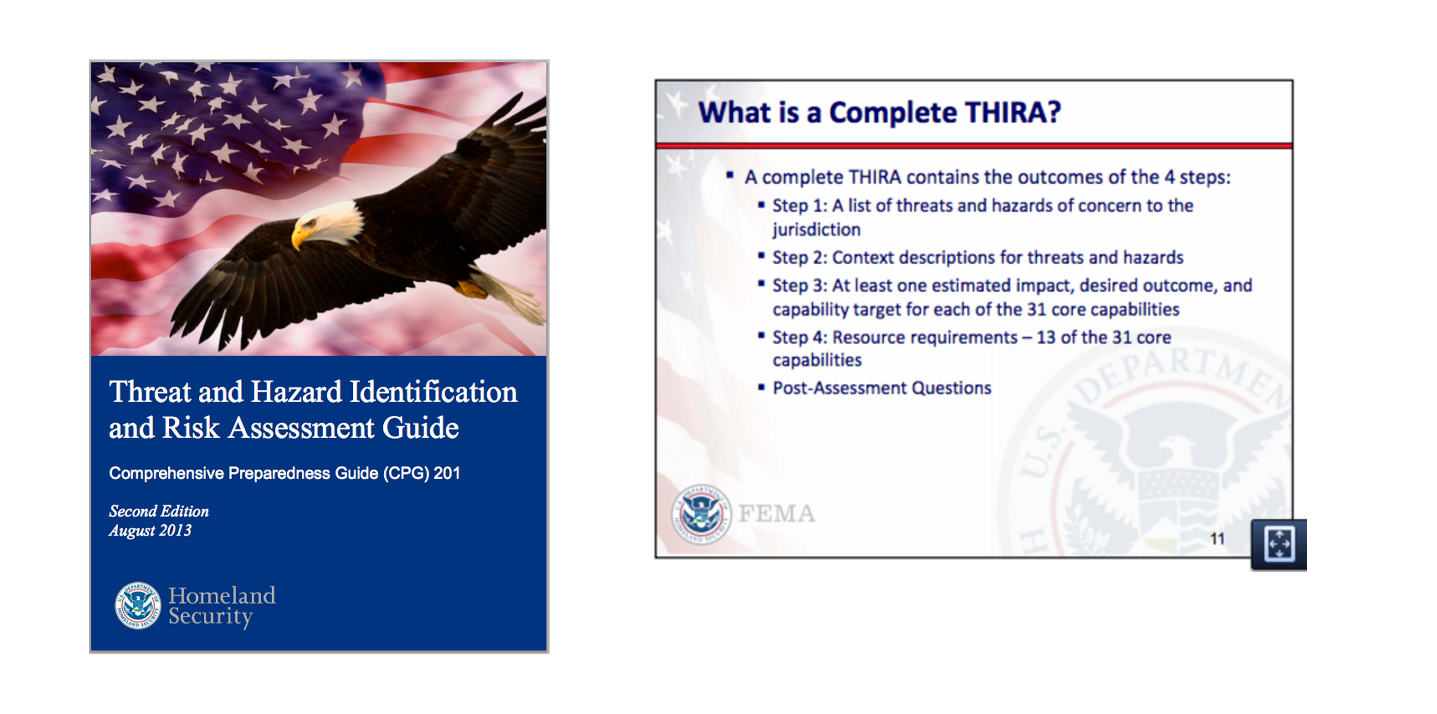 Threat and Hazard Identification
and Risk Assessment Guide
Comprehensive Preparedness Guide (CPG) 201
Second Edition
August 2013
Homeland
Security
What is a Complete THIRA?
▪ A complete THIRA contains the outcomes of the 4 steps:
▪ Step 1: A list of threats and hazards of concern to the
jurisdiction
▪ Step 2: Context descriptions for threats and hazards
▪ Step 3: At least one estimated impact, desired outcome, and
capability target for each of the 31 core capabilities
▪ Step 4: Resource requirements – 13 of the 31 core
capabilities
▪ Post-Assessment Questions
U.S. DEPARTMEN
H
FEMA
11